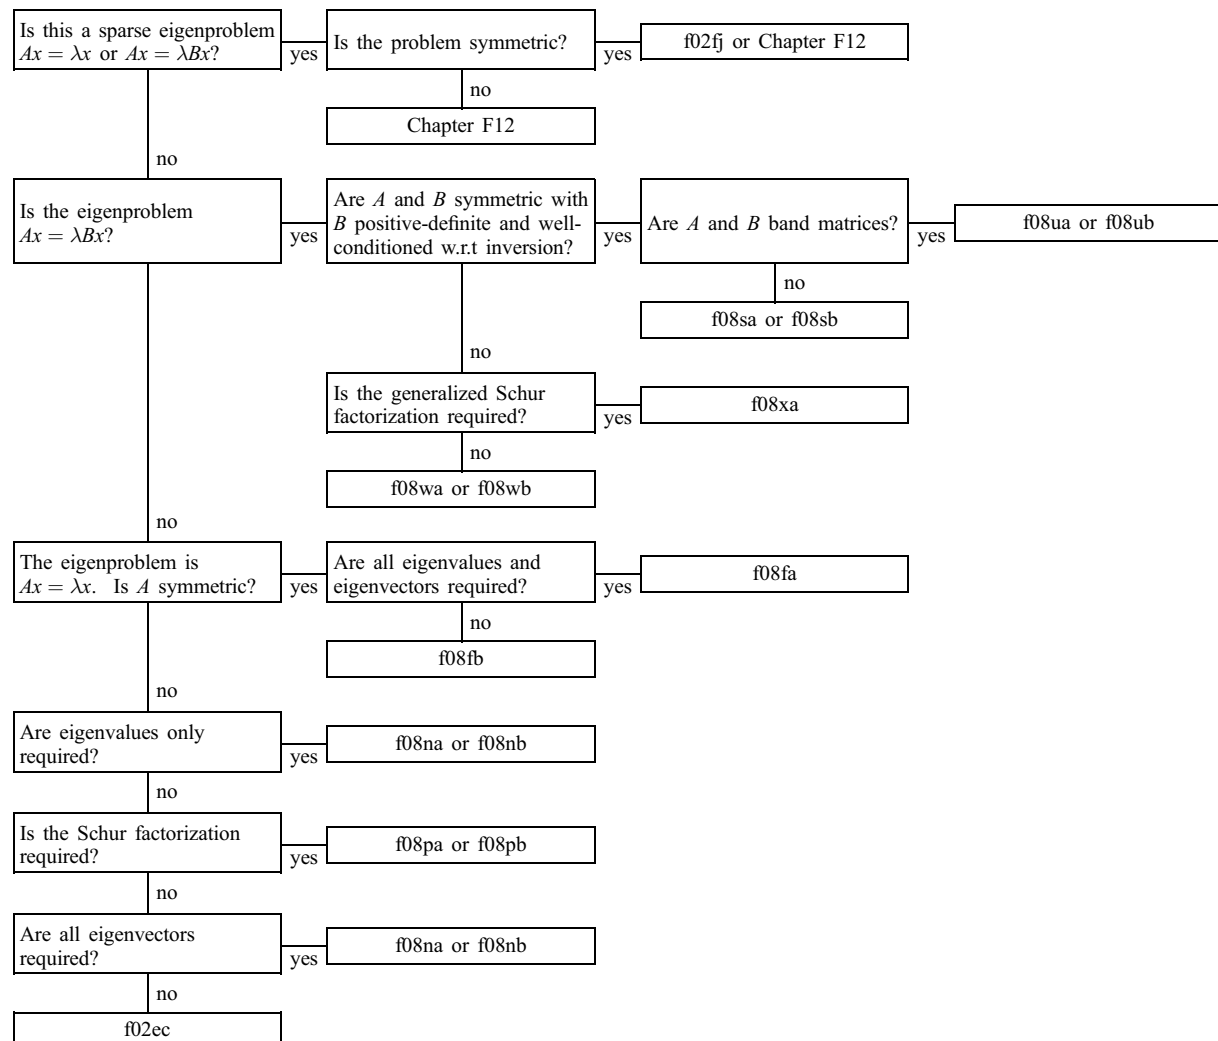 Is this a sparse eigenproblem
Ax = λx or Ax = λBx?
yes
Is the problem symmetric?
yes
f02fj or Chapter F12
no
Chapter F12
no
Is the eigenproblem
Ax = λBx?
yes
Are A and B symmetric with
B positive-definite and well-
conditioned w.r.t inversion?
yes
Are A and B band matrices?
yes
f08ua or f08ub
no
f08sa or f08sb
no
Is the generalized Schur
factorization required?
yes
f08xa
no
f08wa or f08wb
no
The eigenproblem is
Ax = λx. Is A symmetric?
yes
Are all eigenvalues and
eigenvectors required?
yes
f08fa
no
f08fb
no
Are eigenvalues only
required?
yes
f08na or f08nb
no
Is the Schur factorization
required?
yes
f08pa or f08pb
no
Are all eigenvectors
required?
yes
f08na or f08nb
no
f02ec